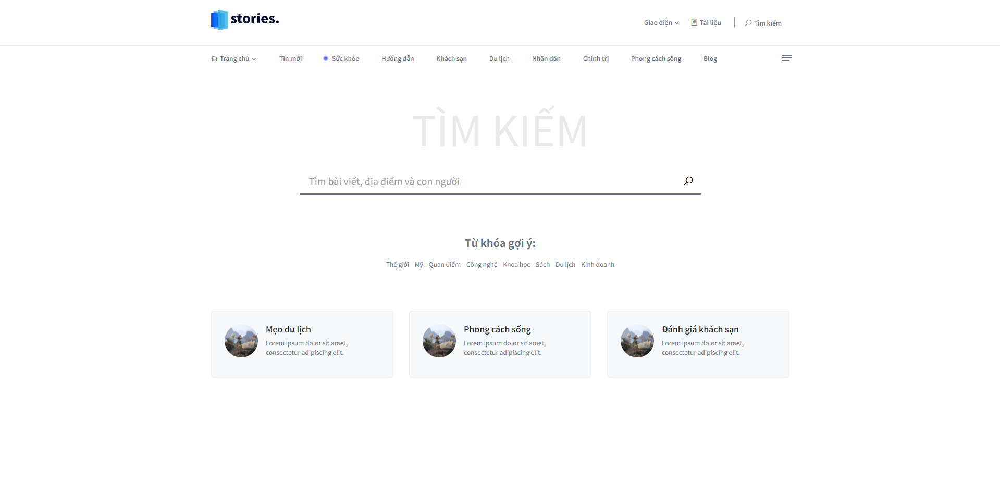 stories.
Giao diện
Tài liệu
Tìm kiếm
Trang chủ
Tin mới
Sức khỏe
Hướng dẫn
Khách sạn
Du lịch
Nhân dân
Chính trị
Phong cách sống
Blog
TÌM KIẾM
Tìm bài viết, địa điểm và con người
Từ khóa gợi ý:
Thế giới Mỹ Quan điểm Công nghệ Khoa học Sách Du lịch Kinh doanh
Mẹo du lịch
Lorem ipsum dolor sit amet,
consectetur adipiscing elit.
Phong cách sống
Lorem ipsum dolor sit amet,
consectetur adipiscing elit.
Đánh giá khách sạn
Lorem ipsum dolor sit amet,
consectetur adipiscing elit.